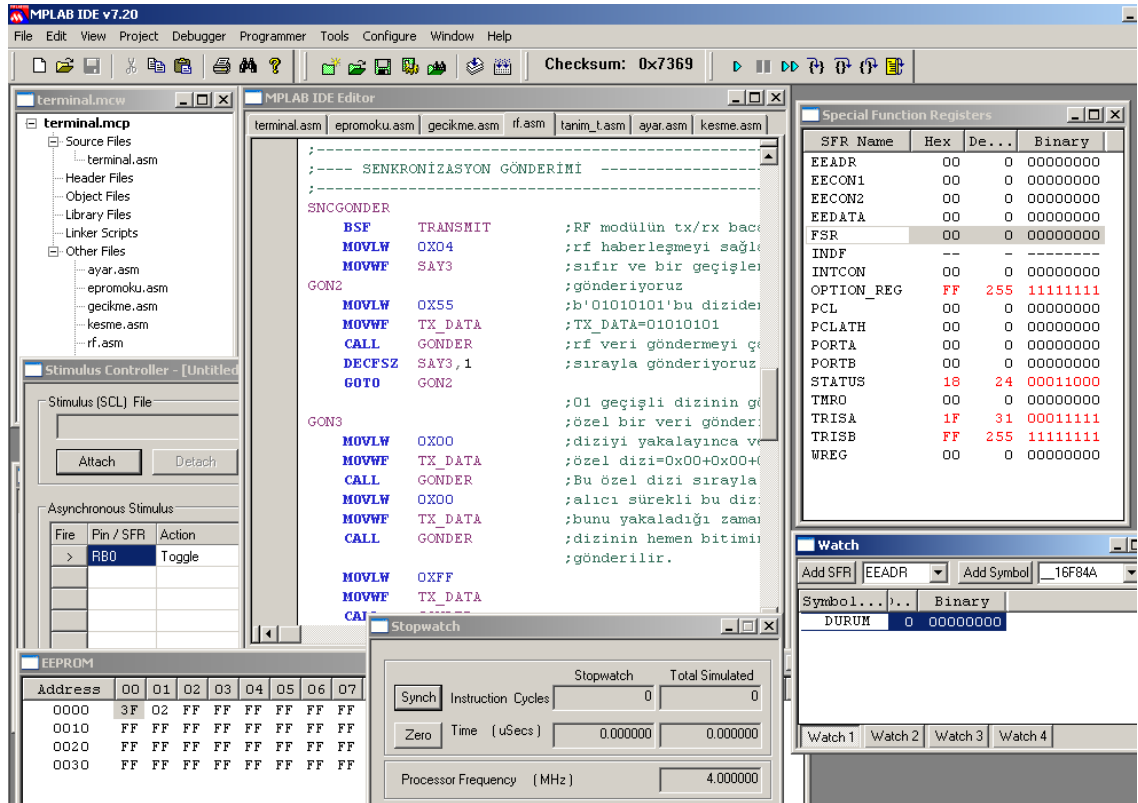 MPLAB IDE v7.20
File Edit View Project Debugger Programmer Tools Configure Window Help
Checksum: 0x7369
terminal.mcw
terminal.mcp
Source Files
terminal.asm
Header Files
Object Files
Library Files
Linker Scripts
Other Files
ayar.asm
epromoku.asm
gecikme.asm
kesme.asm
rf.asm
MPLAB IDE Editor
terminal.asm epromoku.asm gecikme.asm rf.asm tanim_t.asm ayar.asm kesme.asm
;---------------------------------------------------
;---- SENKRONİZASYON GÖNDERİMİ ------------------
;---------------------------------------------------
SNCGONDER
BSF TRANSMIT ;RF modülün tx/rx
MOVLW 0X04 ;rf haberleşmeyi
MOVWF SAY3 ;sıfır ve bir
GON2 ;gönderiyoruz
MOVLW 0X55 ;b'01010101'bu
MOVWF TX_DATA ;TX_DATA=01010101
CALL GONDER ;rf veri göndermeyi
DECFSZ SAY3,1 ;sırayla gönderiyoruz
GOTO GON2
;01 geçişli dizinin
GON3 ;özel bir veri
MOVLW 0X00 ;diziyi yakalayınca
MOVWF TX_DATA ;özel dizi=0x00+0x00+
CALL GONDER ;Bu özel dizi sırayla
MOVLW 0X00 ;alıcı sürekli bu
MOVWF TX_DATA ;bunu yakaladığı
CALL GONDER ;dizinin hemen
;gönderilir.
MOVLW 0XFF
MOVWF TX_DATA
Special Function Registers
SFR Name Hex De... Binary
EEADR 00 0 00000000
EECON1 00 0 00000000
EECON2 00 0 00000000
EEDATA 00 0 00000000
FSR 00 0 00000000
INDF -- - --------
INTCON 00 0 00000000
OPTION_REG FF 255 11111111
PCL 00 0 00000000
PCLATH 00 0 00000000
PORTA 00 0 00000000
PORTB 00 0 00000000
STATUS 18 24 00011000
TMR0 00 0 00000000
TRISA 1F 31 00011111
TRISB FF 255 11111111
WREG 00 0 00000000
Stimulus Controller - [Untitled
Stimulus (SCL) File
Attach Detach
Asynchronous Stimulus
Fire Pin / SFR Action
> RB0 Toggle
Watch
Add SFR EEADR Add Symbol __16F84A
Symbol... Binary
DURUM 0 00000000
Watch 1 Watch 2 Watch 3 Watch 4
EEPROM
Address 00 01 02 03 04 05 06 07
0000 3F 02 FF FF FF FF FF FF
0010 FF FF FF FF FF FF FF FF
0020 FF FF FF FF FF FF FF FF
0030 FF FF FF FF FF FF FF FF
Stopwatch
Stopwatch Total Simulated
Synch Instruction Cycles 0 0
Zero Time (uSecs) 0.000000 0.000000
Processor Frequency (MHz) 4.000000